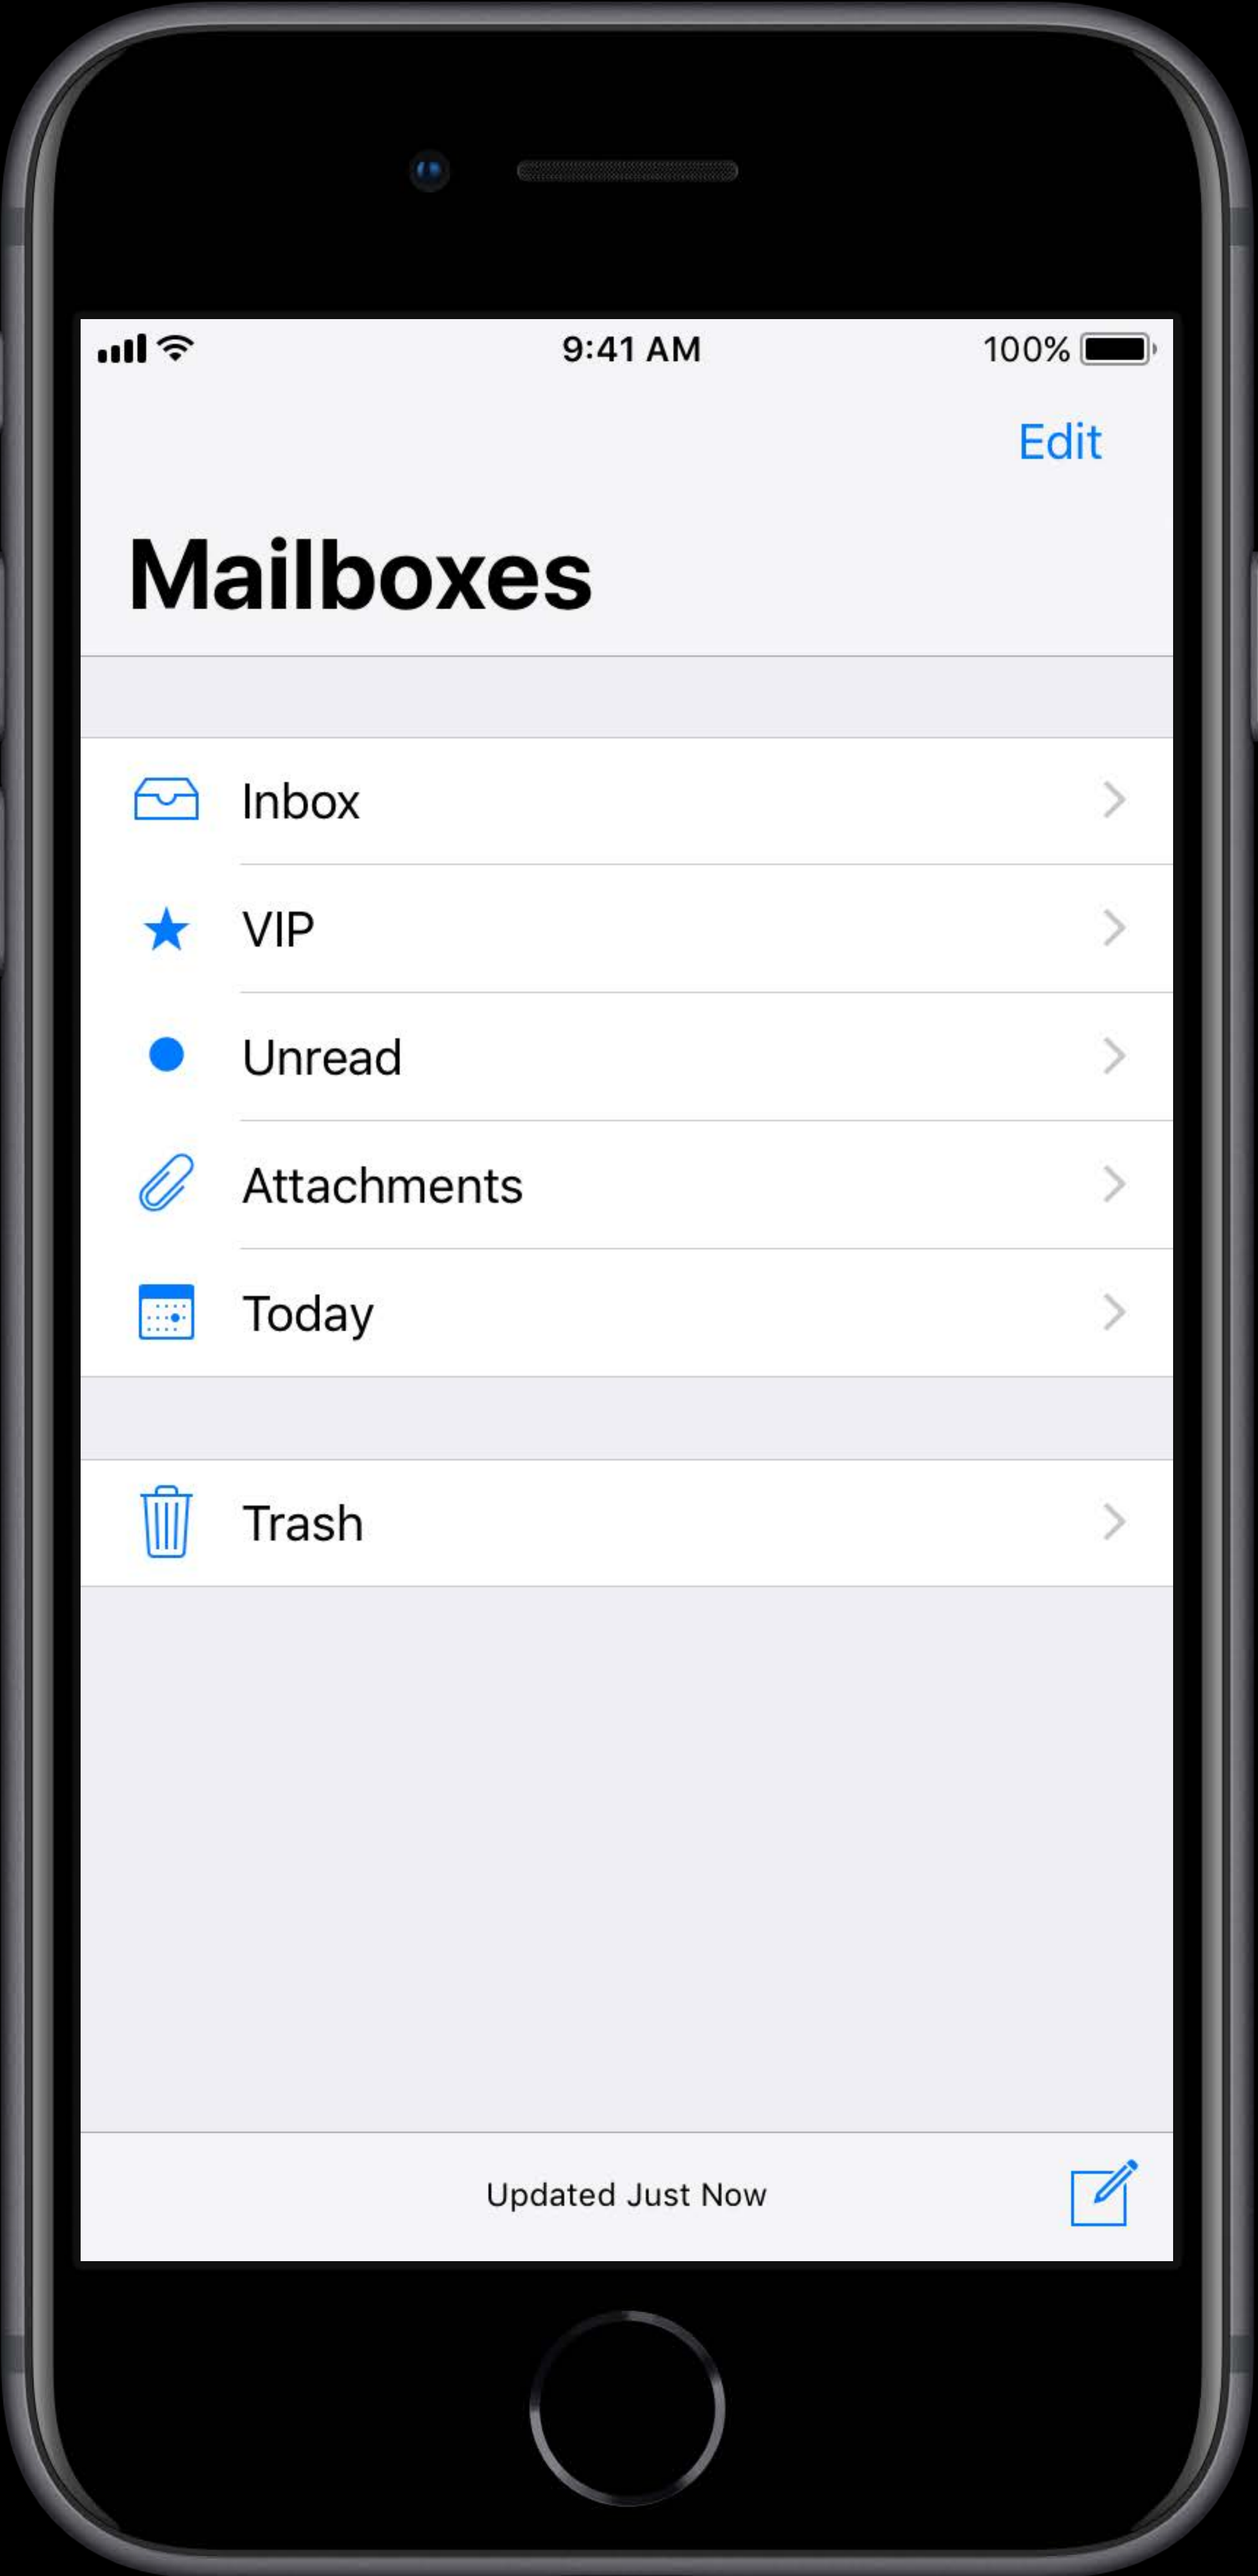 9:41 AM 100%
Edit
Mailboxes
Inbox
VIP
Unread
Attachments
Today
Trash
Updated Just Now